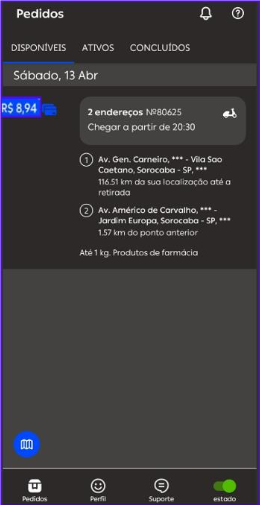 Pedidos
DISPONÍVEIS ATIVOS CONCLUÍDOS
Sábado, 13 Abr
R$ 8,94
2 endereços Nº80625
Chegar a partir de 20:30
1 Av. Gen. Carneiro, *** - Vila Sao
Caetano, Sorocaba - SP, ***
116.51 km da sua localização até a
retirada
2 Av. Américo de Carvalho, *** -
Jardim Europa, Sorocaba - SP, ***
1.57 km do ponto anterior
Até 1 kg. Produtos de farmácia
Pedidos Perfil Suporte estado